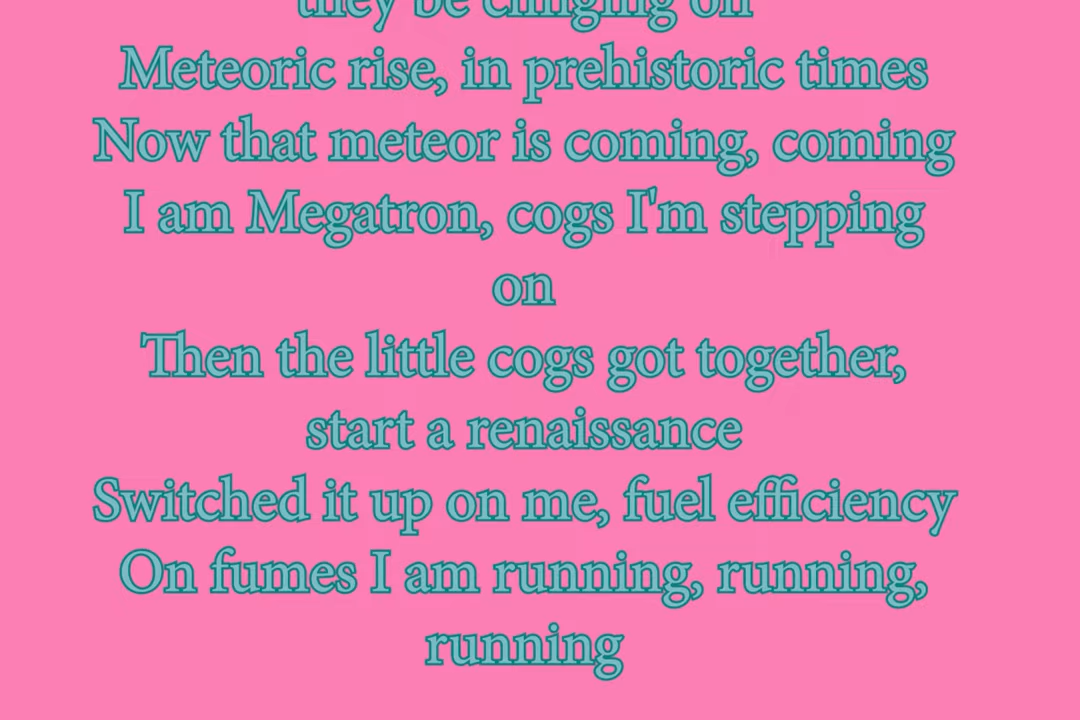 they be clinging on
Meteoric rise, in prehistoric times
Now that meteor is coming, coming
I am Megatron, cogs I'm stepping
on
Then the little cogs got together,
start a renaissance
Switched it up on me, fuel efficiency
On fumes I am running, running,
running